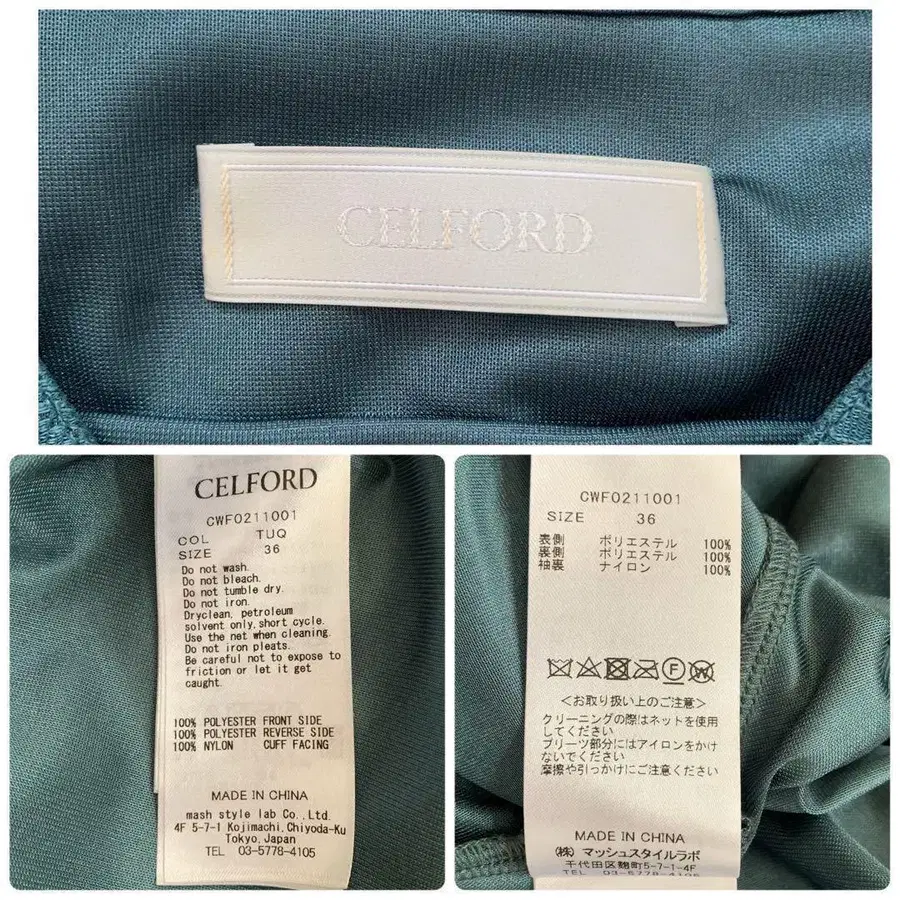 CELFORD
CELFORD
CWF0211001
COL TUQ
SIZE 36
Do not wash.
Do not bleach.
Do not tumble dry.
Do not iron.
Dryclean, petroleum
solvent only, short cycle.
Use the net when cleaning.
Do not iron pleats.
Be careful not to expose to
friction or let it get
caught.
100% POLYESTER FRONT SIDE
100% POLYESTER REVERSE SIDE
100% NYLON CUFF FACING
MADE IN CHINA
mash style lab Co., Ltd.
4F 5-7-1 Kojimachi, Chiyoda-Ku
Tokyo, Japan
TEL 03-5778-4105
CWF0211001
SIZE 36
表側 ポリエステル 100%
裏側 ポリエステル 100%
袖裏 ナイロン 100%
F W
<お取り扱い上のご注意>
クリーニングの際はネットを使用
してください
プリーツ部分にはアイロンをかけ
ないでください
摩擦や引っかけにご注意ください
MADE IN CHINA
(株) マッシュスタイルラボ
千代田区麹町5-7-1-4F
TEL 03-5778-4105